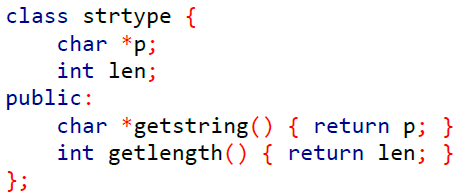 class strtype {
    char *p;
    int len;
public:
    char *getstring() { return p; }
    int getlength() { return len; }
};